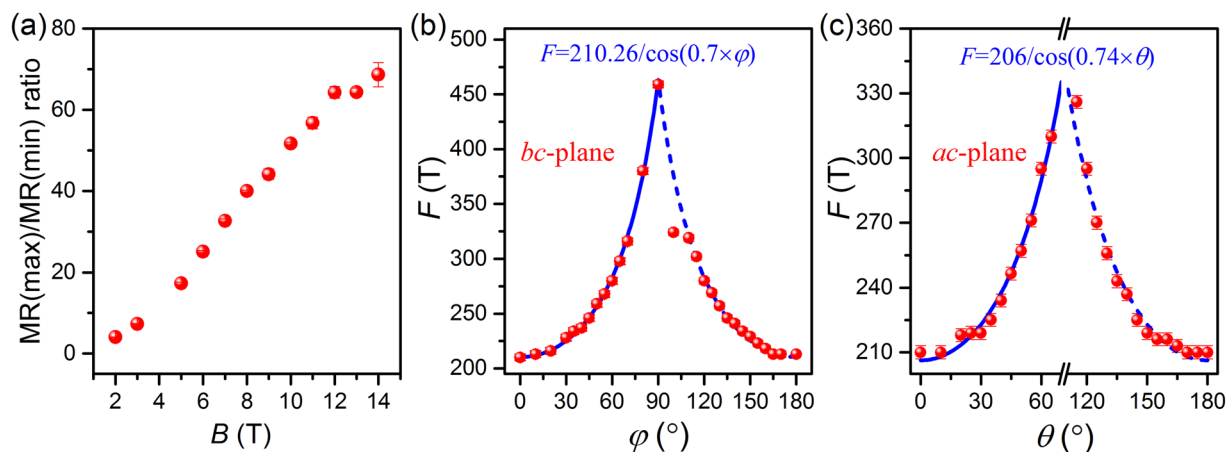 (a)
MR(max)/MR(min) ratio
80
60
40
20
0
2 4 6 8 10 12 14
B (T)
(b)
F=210.26/cos(0.7×φ)
bc-plane
F (T)
500
450
400
350
300
250
200
0 30 60 90 120 150 180
φ (°)
(c)
F=206/cos(0.74×θ)
ac-plane
F (T)
360
330
300
270
240
210
0 30 60 120 150 180
θ (°)